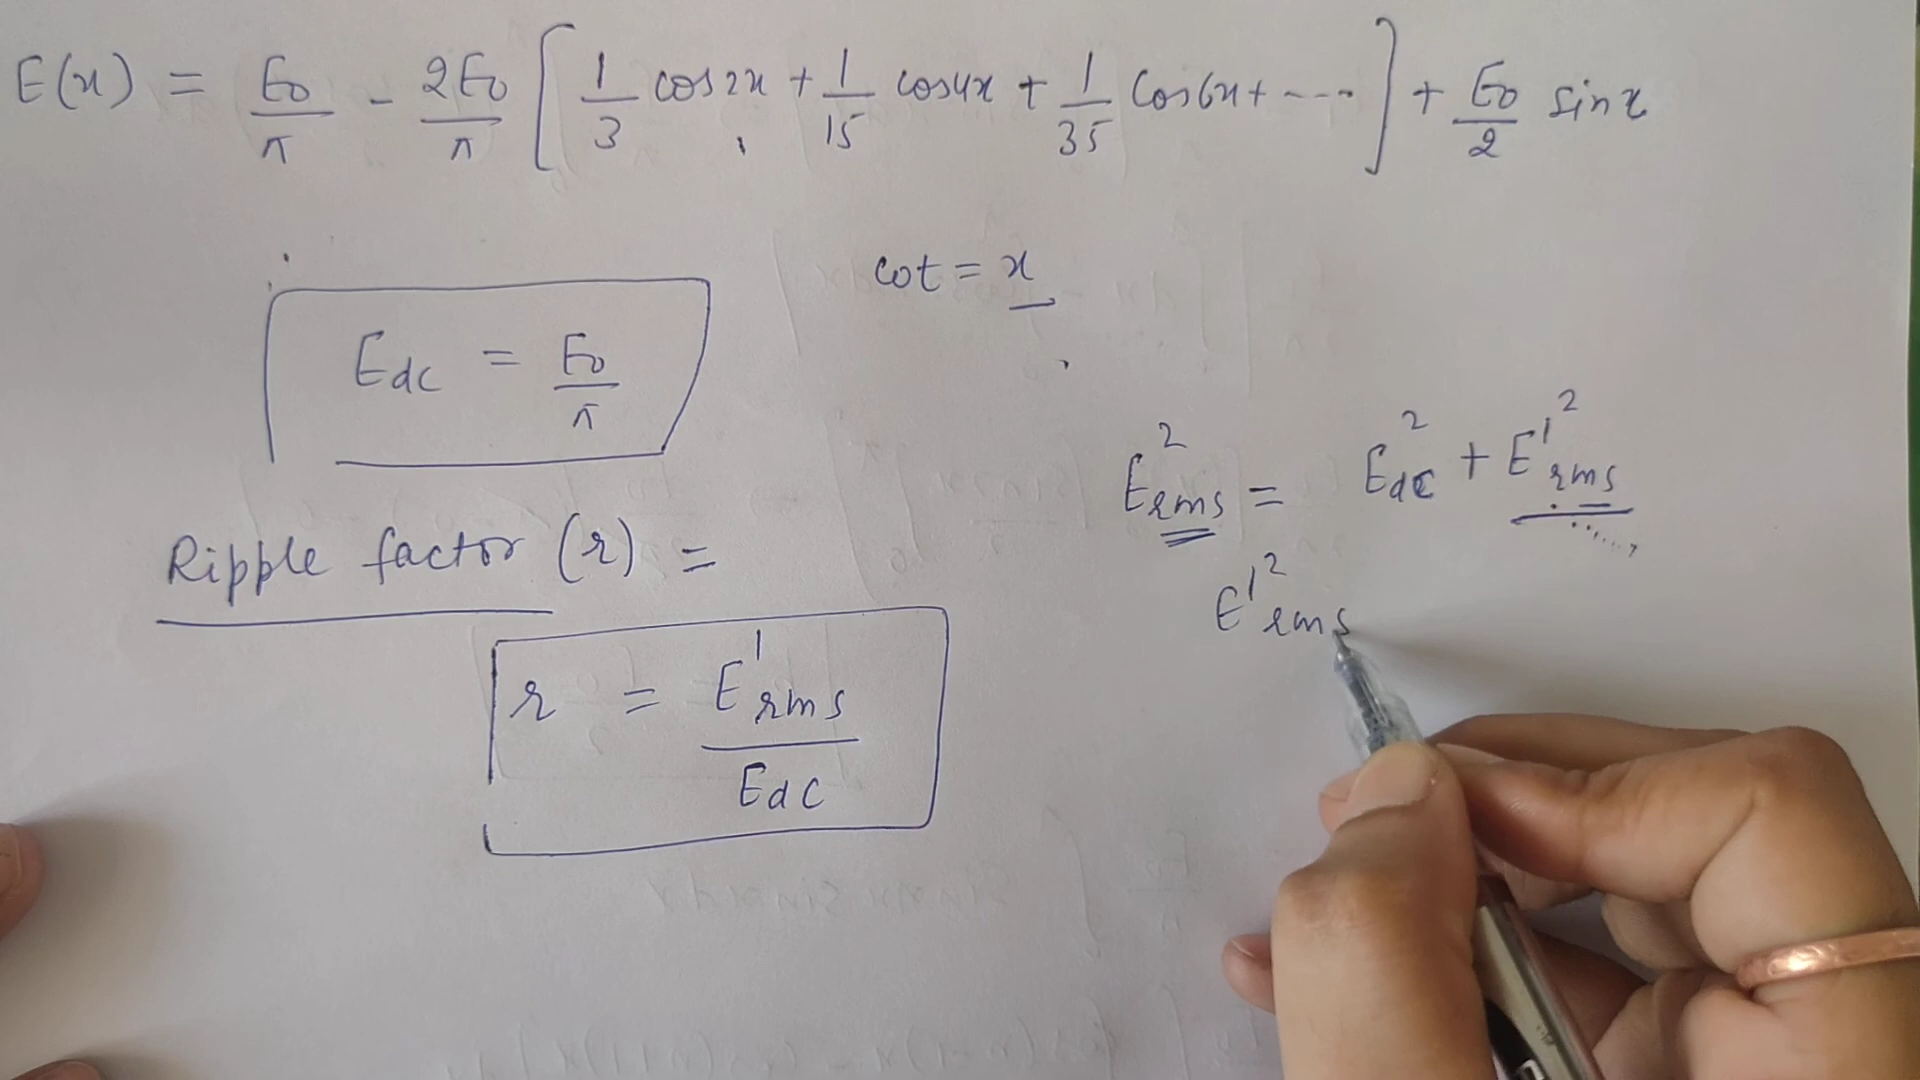 E(x) = E₀/π - 2E₀/π [1/3 cos2x + 1/15 cos4x + 1/35 Cos6x + ----] + E₀/2 sinx
ωt = x
Edc = E₀/π
E²rms = E²dc + E'²rms
Ripple factor (r) =
E'²rms
r = E'rms/Edc